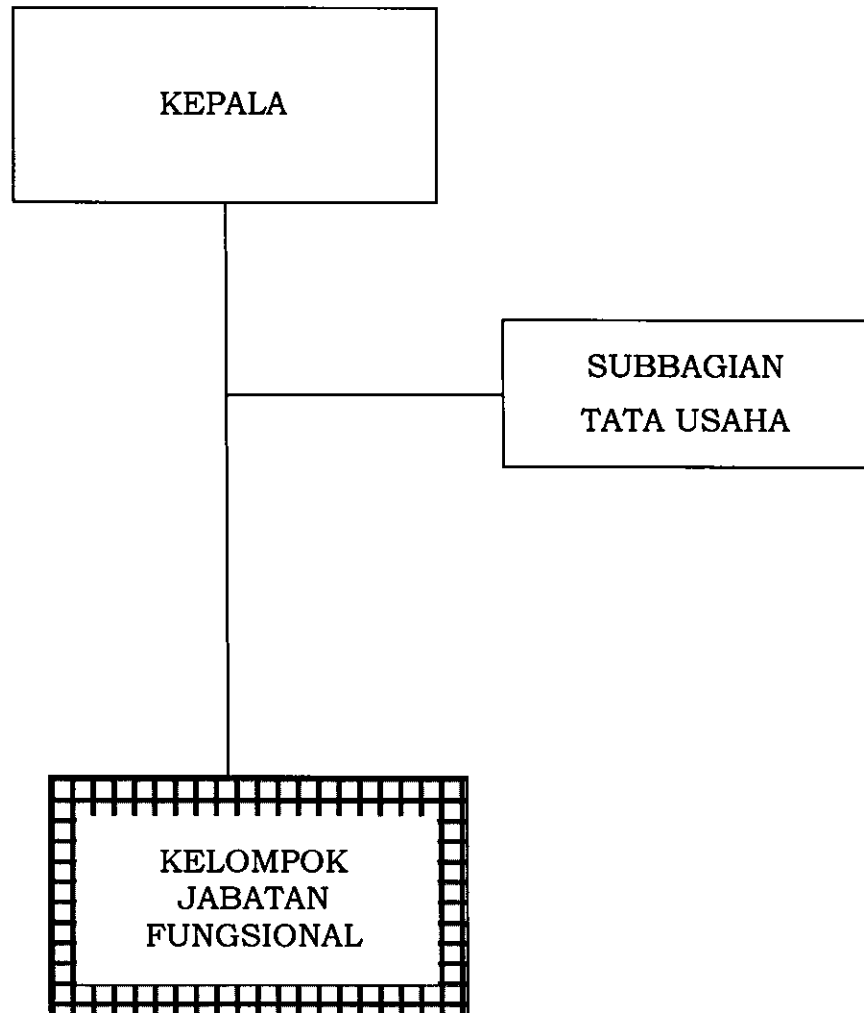 KEPALA
SUBBAGIAN
TATA USAHA
KELOMPOK
JABATAN
FUNGSIONAL